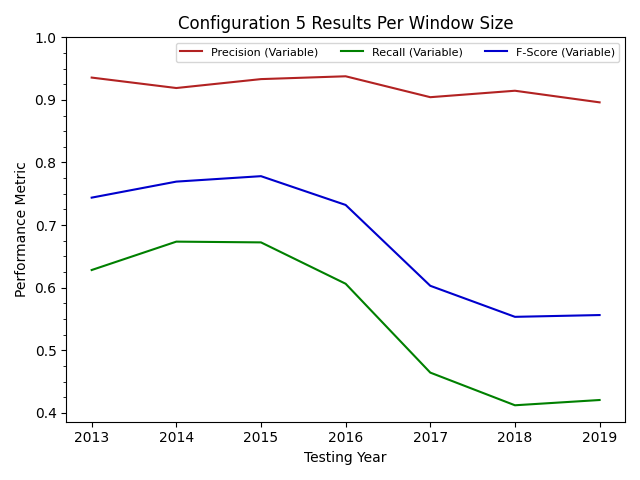 Configuration 5 Results Per Window Size
Precision (Variable) Recall (Variable) F-Score (Variable)
Performance Metric
1.0
0.9
0.8
0.7
0.6
0.5
0.4
2013 2014 2015 2016 2017 2018 2019
Testing Year